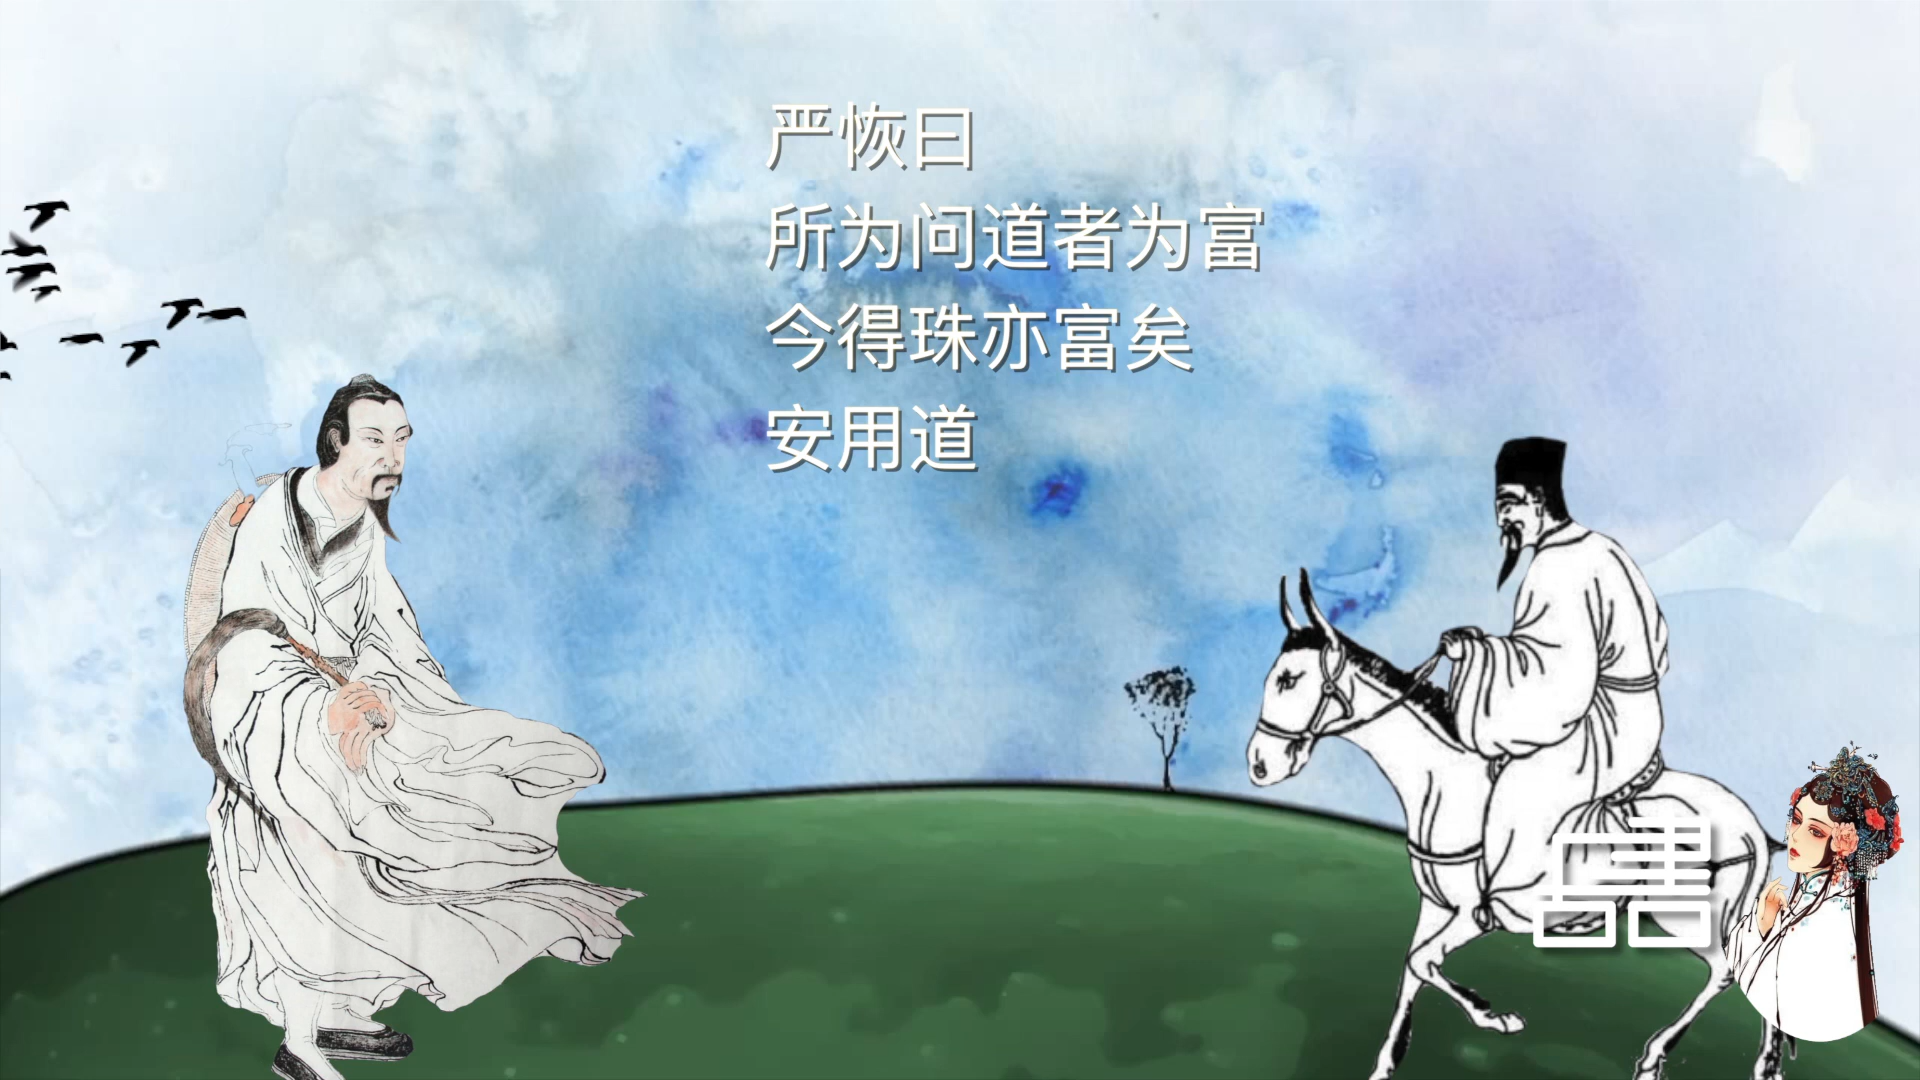 严恢曰
所为问道者为富
今得珠亦富矣
安用道